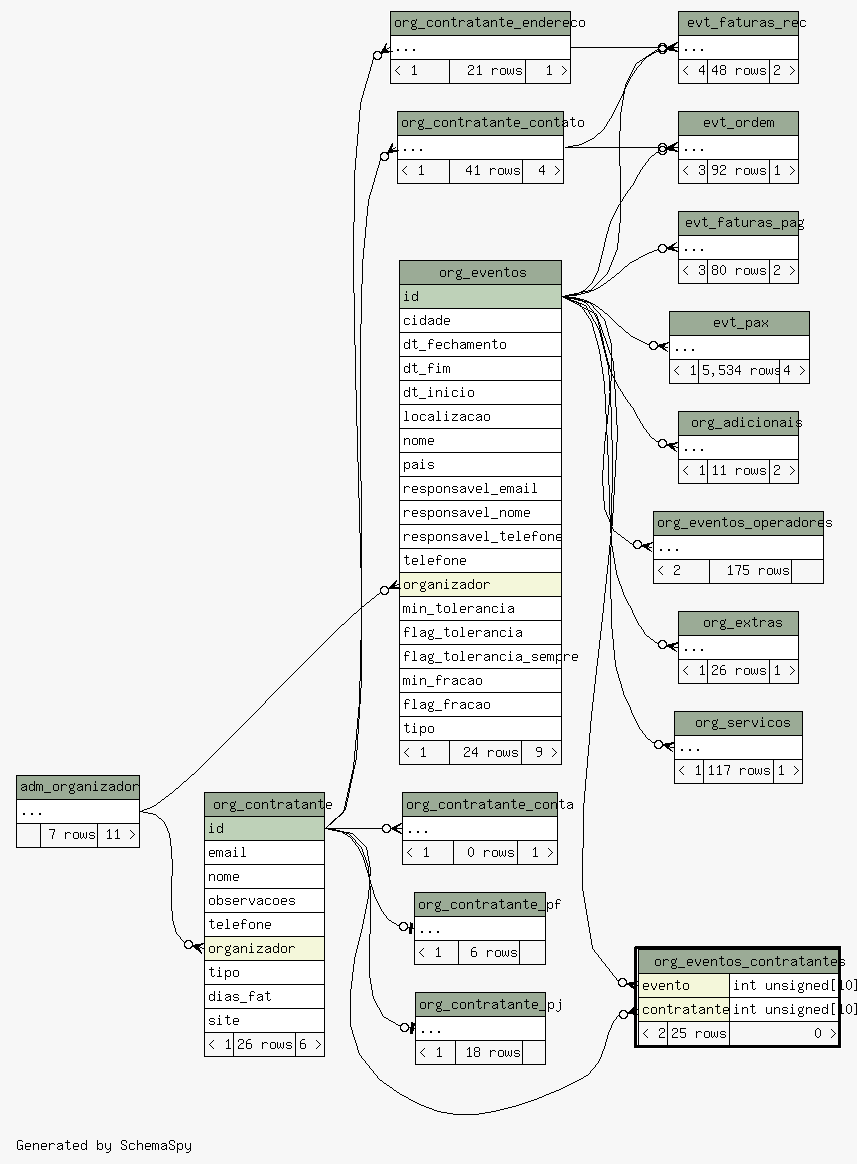 org_contratante_endereco
...
< 1 21 rows 1 >
evt_faturas_rec
...
< 4 48 rows 2 >
org_contratante_contato
...
< 1 41 rows 4 >
evt_ordem
...
< 3 92 rows 1 >
evt_faturas_pag
...
< 3 80 rows 2 >
org_eventos
id
cidade
dt_fechamento
dt_fim
dt_inicio
localizacao
nome
pais
responsavel_email
responsavel_nome
responsavel_telefone
telefone
organizador
min_tolerancia
flag_tolerancia
flag_tolerancia_sempre
min_fracao
flag_fracao
tipo
< 1 24 rows 9 >
evt_pax
...
< 1 5,534 rows 4 >
org_adicionais
...
< 1 11 rows 2 >
org_eventos_operadores
...
< 2 175 rows
org_extras
...
< 1 26 rows 1 >
org_servicos
...
< 1 117 rows 1 >
adm_organizador
...
7 rows 11 >
org_contratante
id
email
nome
observacoes
telefone
organizador
tipo
dias_fat
site
< 1 26 rows 6 >
org_contratante_conta
...
< 1 0 rows 1 >
org_contratante_pf
...
< 1 6 rows
org_contratante_pj
...
< 1 18 rows
org_eventos_contratantes
evento int unsigned[10]
contratante int unsigned[10]
< 2 25 rows 0 >
Generated by SchemaSpy